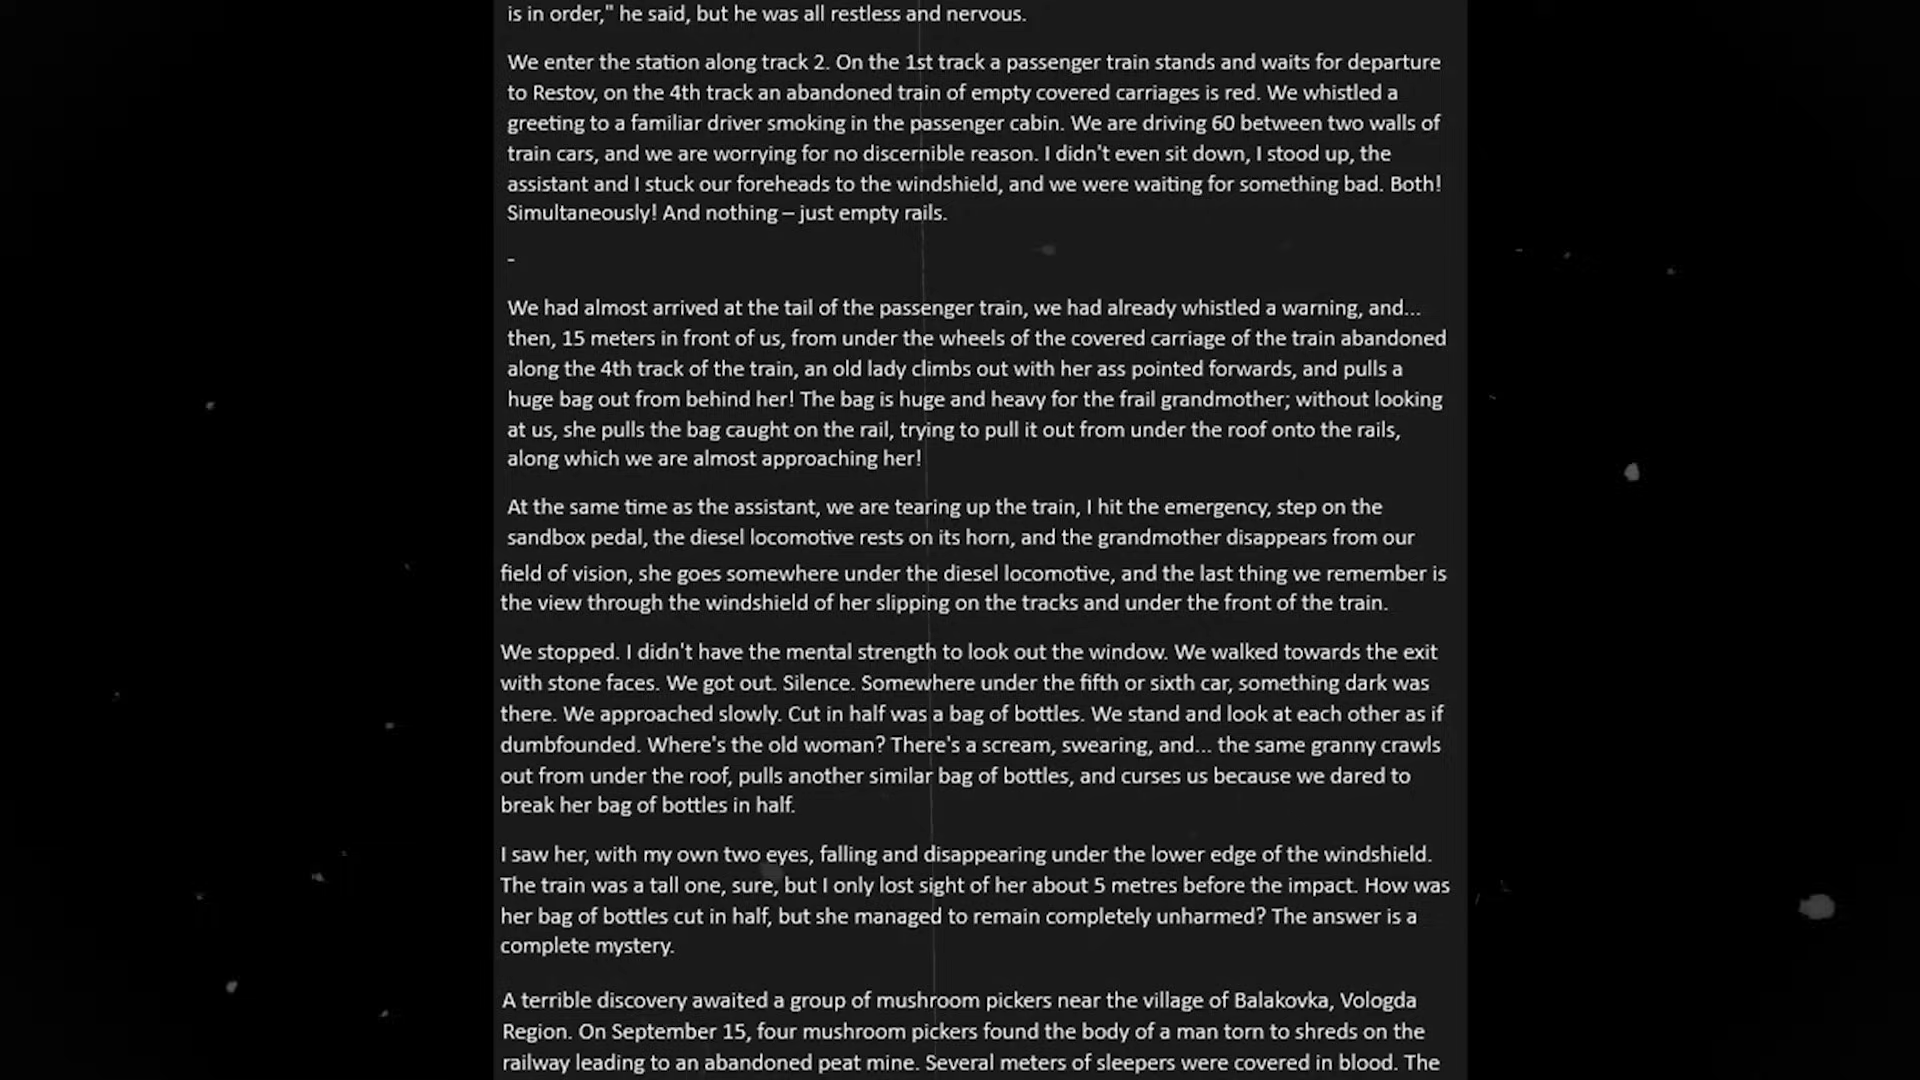 is in order," he said, but he was all restless and nervous.
We enter the station along track 2. On the 1st track a passenger train stands and waits for departure
to Restov, on the 4th track an abandoned train of empty covered carriages is red. We whistled a
greeting to a familiar driver smoking in the passenger cabin. We are driving 60 between two walls of
train cars, and we are worrying for no discernible reason. I didn't even sit down, I stood up, the
assistant and I stuck our foreheads to the windshield, and we were waiting for something bad. Both!
Simultaneously! And nothing – just empty rails.
-
We had almost arrived at the tail of the passenger train, we had already whistled a warning, and...
then, 15 meters in front of us, from under the wheels of the covered carriage of the train abandoned
along the 4th track of the train, an old lady climbs out with her ass pointed forwards, and pulls a
huge bag out from behind her! The bag is huge and heavy for the frail grandmother; without looking
at us, she pulls the bag caught on the rail, trying to pull it out from under the roof onto the rails,
along which we are almost approaching her!
At the same time as the assistant, we are tearing up the train, I hit the emergency, step on the
sandbox pedal, the diesel locomotive rests on its horn, and the grandmother disappears from our
field of vision, she goes somewhere under the diesel locomotive, and the last thing we remember is
the view through the windshield of her slipping on the tracks and under the front of the train.
We stopped. I didn't have the mental strength to look out the window. We walked towards the exit
with stone faces. We got out. Silence. Somewhere under the fifth or sixth car, something dark was
there. We approached slowly. Cut in half was a bag of bottles. We stand and look at each other as if
dumbfounded. Where's the old woman? There's a scream, swearing, and... the same granny crawls
out from under the roof, pulls another similar bag of bottles, and curses us because we dared to
break her bag of bottles in half.
I saw her, with my own two eyes, falling and disappearing under the lower edge of the windshield.
The train was a tall one, sure, but I only lost sight of her about 5 metres before the impact. How was
her bag of bottles cut in half, but she managed to remain completely unharmed? The answer is a
complete mystery.
A terrible discovery awaited a group of mushroom pickers near the village of Balakovka, Vologda
Region. On September 15, four mushroom pickers found the body of a man torn to shreds on the
railway leading to an abandoned peat mine. Several meters of sleepers were covered in blood. The